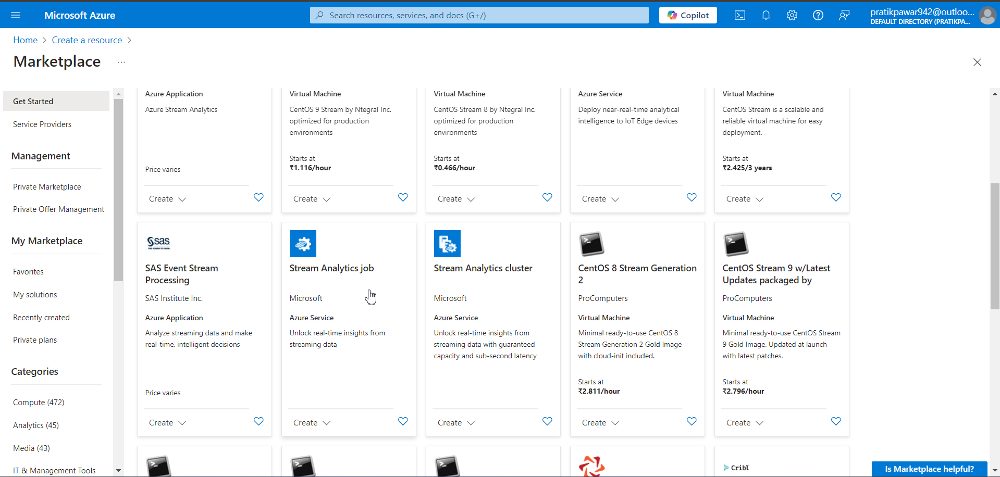 Microsoft Azure
Search resources, services, and docs (G+/)
Copilot
pratikpawar942@outloo...
DEFAULT DIRECTORY (PRATIKPA...
Home > Create a resource >
Marketplace ...
Get Started
Service Providers
Management
Private Marketplace
Private Offer Management
My Marketplace
Favorites
My solutions
Recently created
Private plans
Categories
Compute (472)
Analytics (45)
Media (43)
IT & Management Tools
Azure Application
Azure Stream Analytics
Price varies
Create
Virtual Machine
CentOS 9 Stream by Ntegral Inc.
optimized for production
environments
Starts at
₹1.116/hour
Create
Virtual Machine
CentOS Stream 8 by Ntegral Inc.
optimized for production
environments
Starts at
₹0.466/hour
Create
Azure Service
Deploy near-real-time analytical
intelligence to IoT Edge devices
Create
Virtual Machine
CentOS Stream is a scalable and
reliable virtual machine for easy
deployment.
Starts at
₹2.425/3 years
Create
sas
THE POWER TO KNOW.
SAS Event Stream
Processing
SAS Institute Inc.
Azure Application
Analyze streaming data and make
real-time, intelligent decisions
Price varies
Create
Stream Analytics job
Microsoft
Azure Service
Unlock real-time insights from
streaming data
Create
Stream Analytics cluster
Microsoft
Azure Service
Unlock real-time insights from
streaming data with guaranteed
capacity and sub-second latency
Create
CentOS 8 Stream Generation
2
ProComputers
Virtual Machine
Minimal ready-to-use CentOS 8
Stream Generation 2 Gold Image
with cloud-init included.
Starts at
₹2.811/hour
Create
CentOS Stream 9 w/Latest
Updates packaged by
ProComputers
Virtual Machine
Minimal ready-to-use CentOS Stream
9 Gold Image. Updated at launch
with latest patches.
Starts at
₹2.796/hour
Create
Cribl
Is Marketplace helpful?